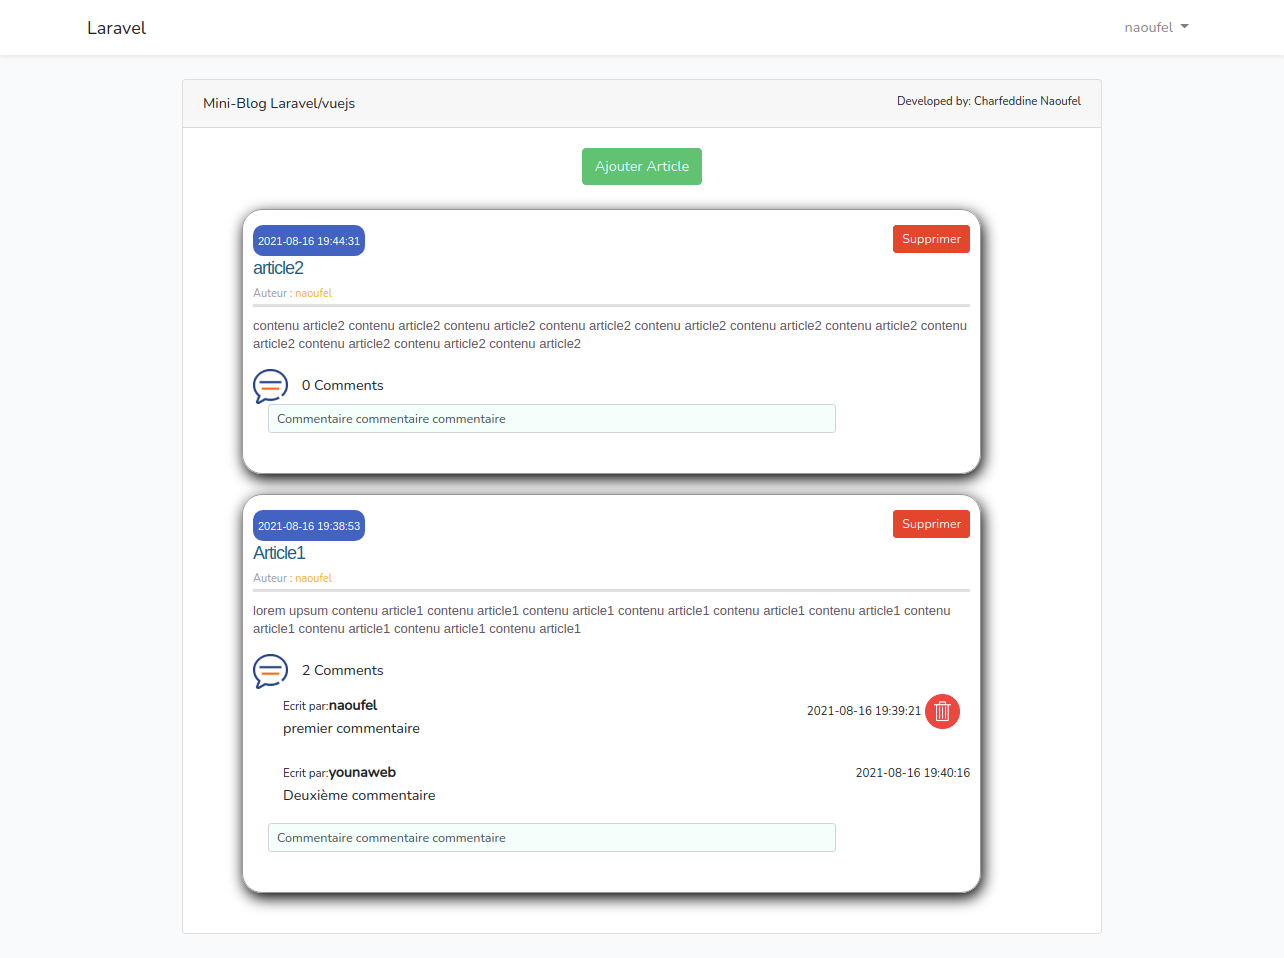 Laravel
naoufel
Mini-Blog Laravel/vuejs
Developed by: Charfeddine Naoufel
Ajouter Article
2021-08-16 19:44:31
Supprimer
article2
Auteur : naoufel
contenu article2 contenu article2 contenu article2 contenu article2 contenu article2 contenu article2 contenu article2 contenu
article2 contenu article2 contenu article2 contenu article2
0 Comments
Commentaire commentaire commentaire
2021-08-16 19:38:53
Supprimer
Article1
Auteur : naoufel
lorem upsum contenu article1 contenu article1 contenu article1 contenu article1 contenu article1 contenu article1 contenu
article1 contenu article1 contenu article1 contenu article1
2 Comments
Ecrit par:naoufel
2021-08-16 19:39:21
premier commentaire
Ecrit par:younaweb
2021-08-16 19:40:16
Deuxième commentaire
Commentaire commentaire commentaire